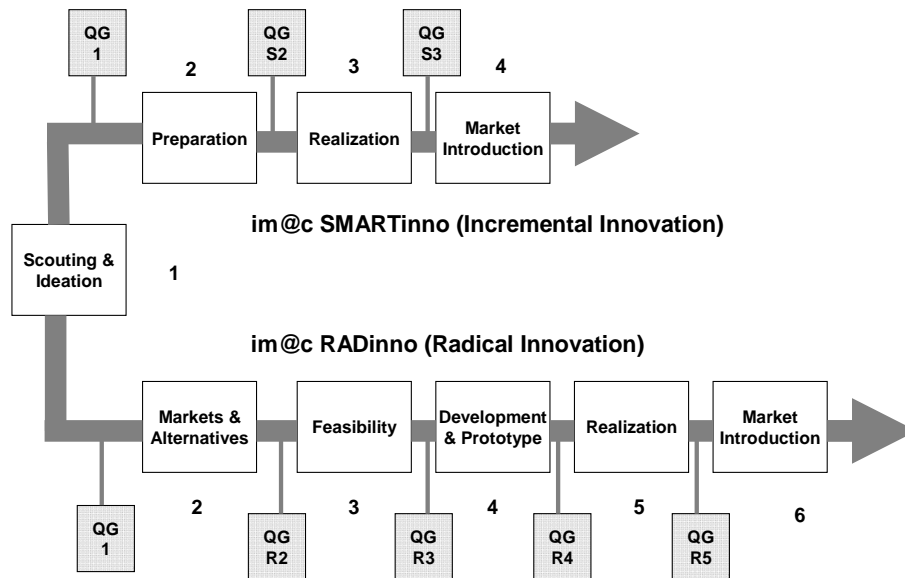 QG
1
QG
S2
QG
S3
2
3
4
Preparation
Realization
Market
Introduction
im@c SMARTinno (Incremental Innovation)
Scouting &
Ideation
1
im@c RADinno (Radical Innovation)
Markets &
Alternatives
Feasibility
Development
& Prototype
Realization
Market
Introduction
2
3
4
5
6
QG
1
QG
R2
QG
R3
QG
R4
QG
R5